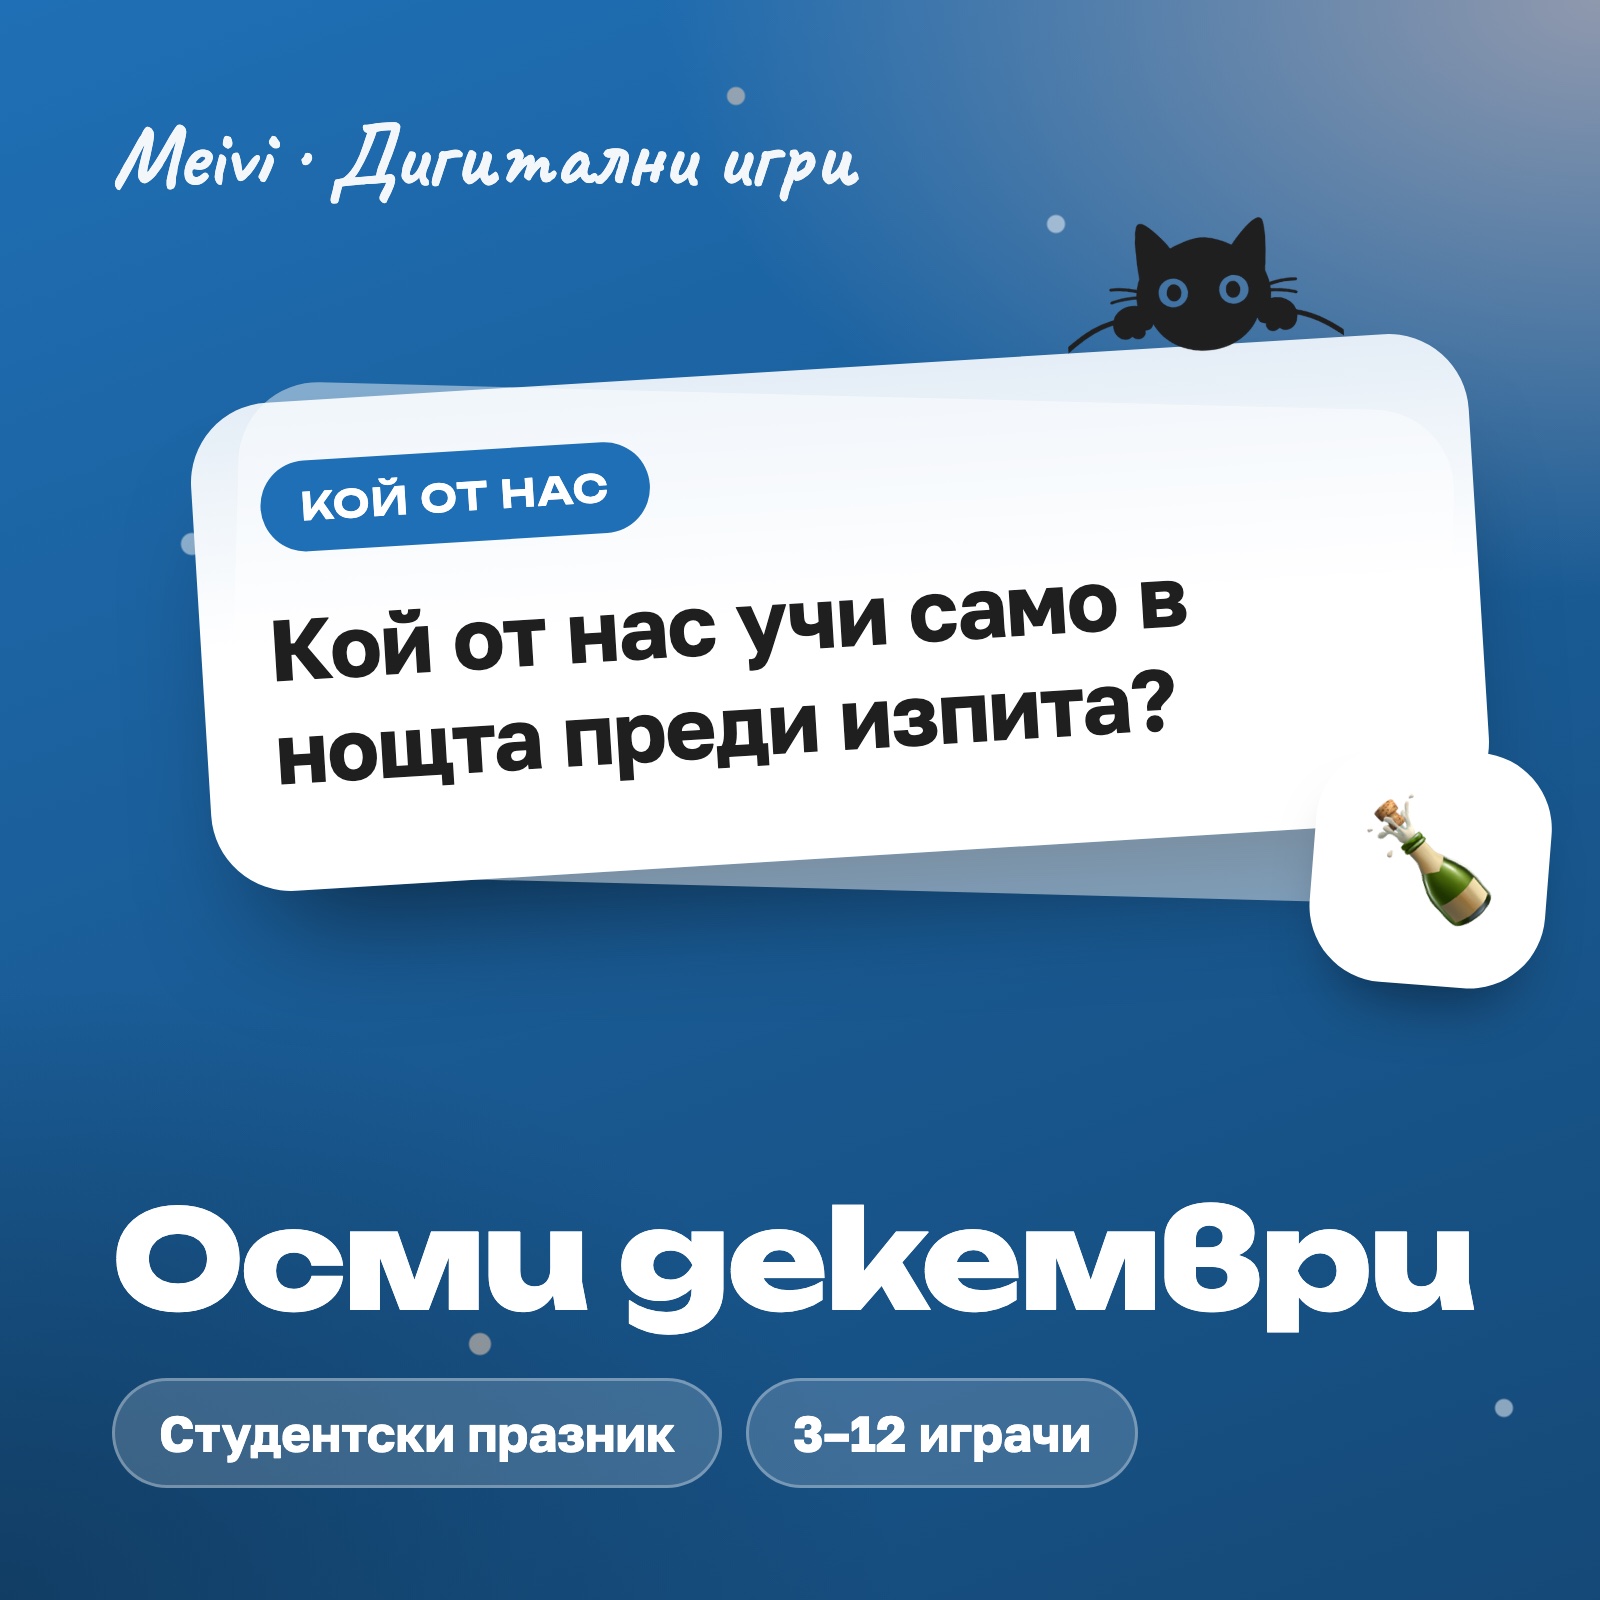 Meivi · Дигитални игри
КОЙ ОТ НАС
Кой от нас учи само в
нощта преди изпита?
Осми декември
Студентски празник
3–12 играчи